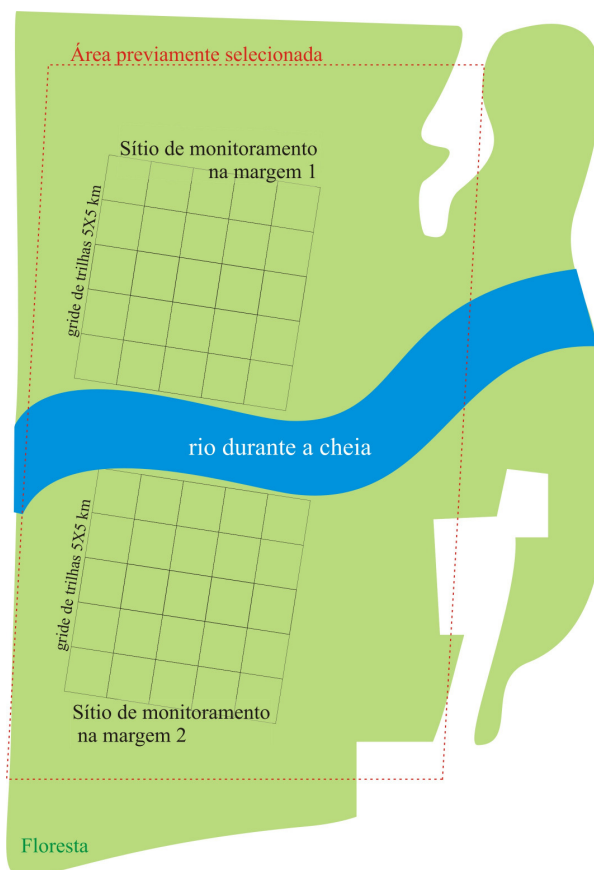 Área previamente selecionada
Sítio de monitoramento
na margem 1
gride de trilhas 5X5 km
rio durante a cheia
gride de trilhas 5X5 km
Sítio de monitoramento
na margem 2
Floresta